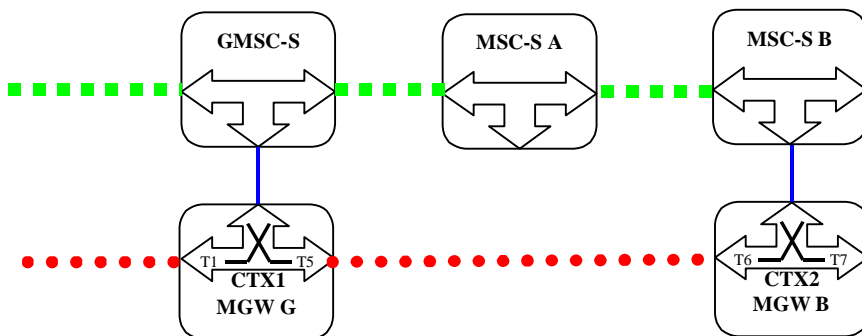 GMSC-S
MSC-S A
MSC-S B
T1
T5
CTX1
MGW G
T6
T7
CTX2
MGW B